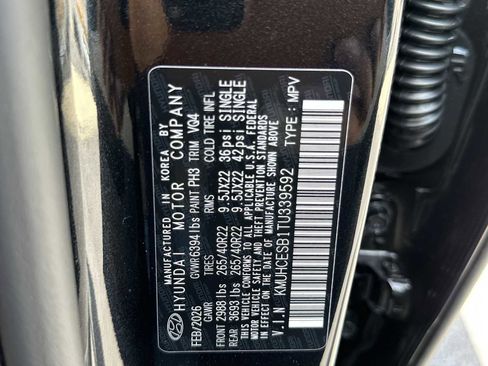 MANUFACTURED IN KOREA BY
HYUNDAI MOTOR COMPANY
GVWR 6394 lbs PAINT PH3 TRIM VQ4
FEB/2026 GAWR TIRES RIMS COLD TIRE INFL
FRONT 2988 lbs 265/40R22 9.5JX22 36psi SINGLE
REAR 3693 lbs 265/40R22 9.5JX22 42psi SINGLE
THIS VEHICLE CONFORMS TO ALL APPLICABLE U.S.A. FEDERAL
MOTOR VEHICLE SAFETY AND THEFT PREVENTION STANDARDS
IN EFFECT ON THE DATE OF MANUFACTURE SHOWN ABOVE
V.I.N KMUHCESB1TU339592 TYPE : MPV